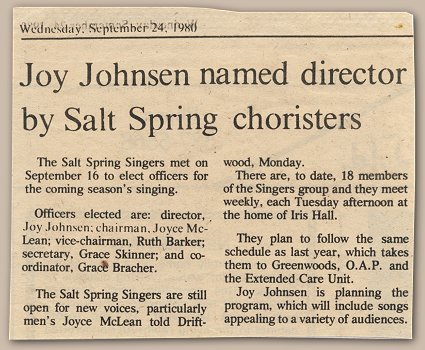 Wednesday, September 24, 1980
Joy Johnsen named director
by Salt Spring choristers
The Salt Spring Singers met on
September 16 to elect officers for
the coming season's singing.
Officers elected are: director,
Joy Johnsen; chairman, Joyce Mc-
Lean; vice-chairman, Ruth Barker;
secretary, Grace Skinner; and co-
ordinator, Grace Bracher.
The Salt Spring Singers are still
open for new voices, particularly
men's Joyce McLean told Drift-
wood, Monday.
There are, to date, 18 members
of the Singers group and they meet
weekly, each Tuesday afternoon at
the home of Iris Hall.
They plan to follow the same
schedule as last year, which takes
them to Greenwoods, O.A.P. and
the Extended Care Unit.
Joy Johnsen is planning the
program, which will include songs
appealing to a variety of audiences.